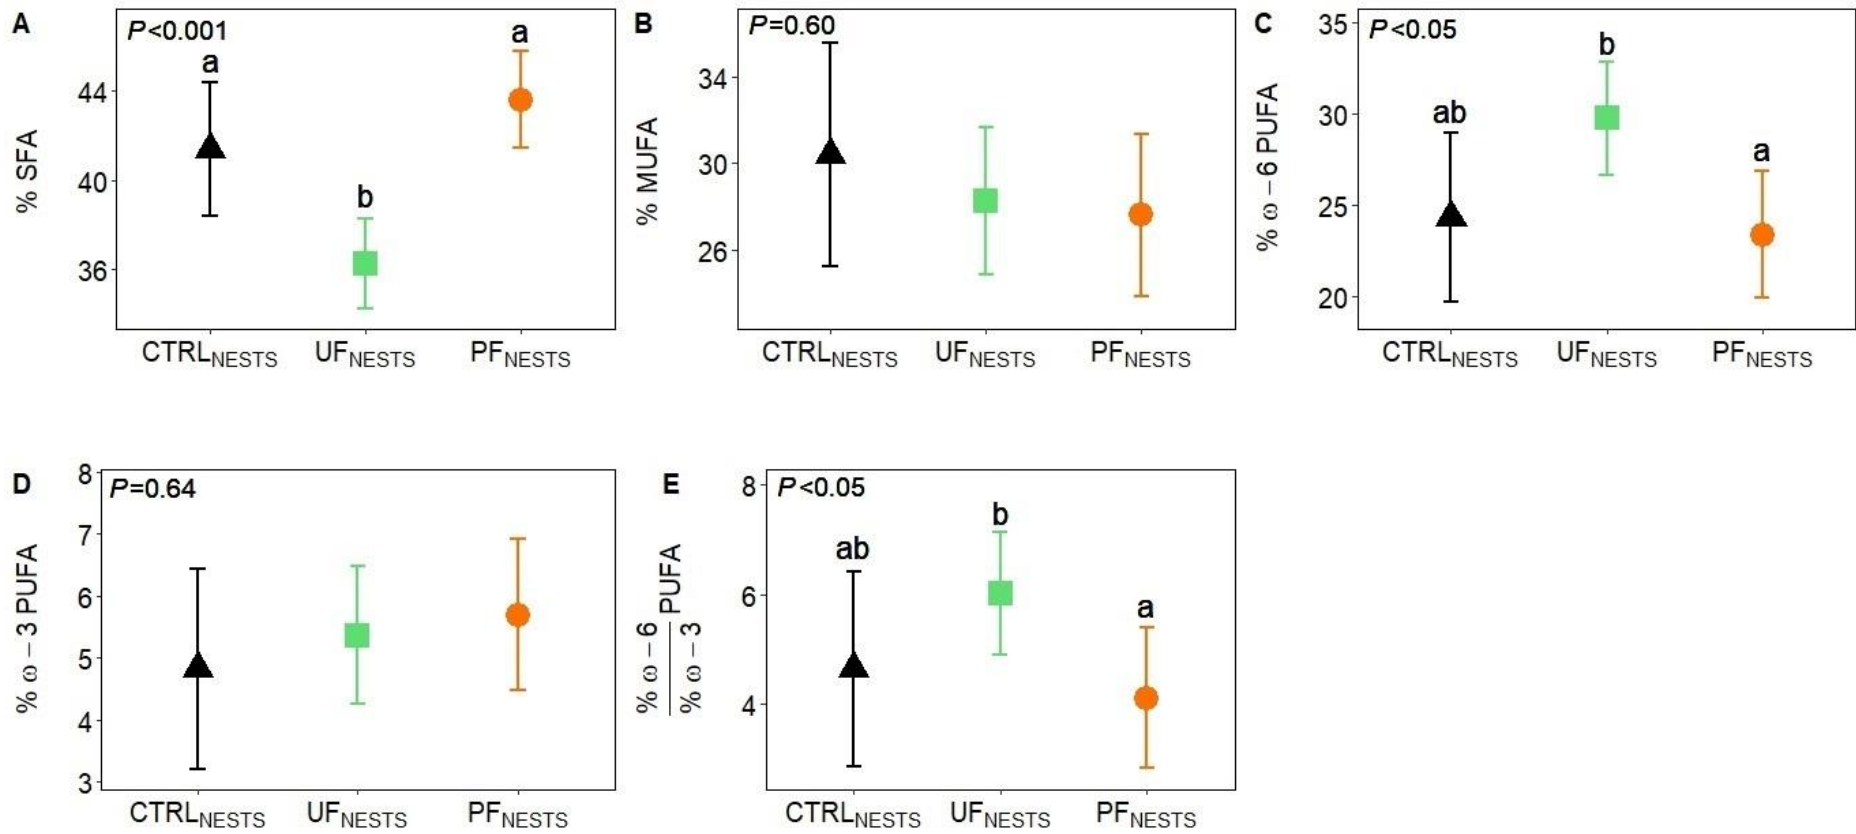 A
P<0.001
a
b
a
44
40
36
% SFA
CTRLNESTS UFNESTS PFNESTS
B
P=0.60
34
30
26
% MUFA
CTRLNESTS UFNESTS PFNESTS
C
P<0.05
ab
b
a
35
30
25
20
% ω−6 PUFA
CTRLNESTS UFNESTS PFNESTS
D
P=0.64
8
7
6
5
4
3
% ω−3 PUFA
CTRLNESTS UFNESTS PFNESTS
E
P<0.05
ab
b
a
8
6
4
% ω−6
% ω−3
PUFA
CTRLNESTS UFNESTS PFNESTS